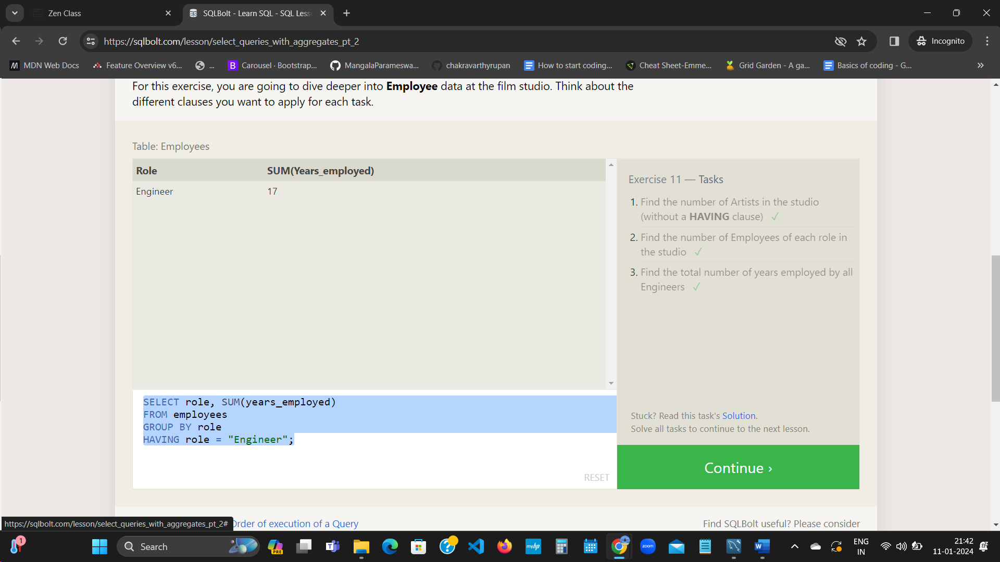 Zen Class
SQLBolt - Learn SQL - SQL Less
https://sqlbolt.com/lesson/select_queries_with_aggregates_pt_2
Incognito
MDN Web Docs
Feature Overview v6...
...
Carousel · Bootstrap...
MangalaParameswa...
chakravarthyrupan
How to start coding...
Cheat Sheet-Emme...
Grid Garden - A ga...
Basics of coding - G...
For this exercise, you are going to dive deeper into Employee data at the film studio. Think about the
different clauses you want to apply for each task.
Table: Employees
Role SUM(Years_employed)
Engineer 17
SELECT role, SUM(years_employed)
FROM employees
GROUP BY role
HAVING role = "Engineer";
RESET
Exercise 11 — Tasks
1. Find the number of Artists in the studio
(without a HAVING clause) ✓
2. Find the number of Employees of each role in
the studio ✓
3. Find the total number of years employed by all
Engineers ✓
Stuck? Read this task's Solution.
Solve all tasks to continue to the next lesson.
Continue ›
https://sqlbolt.com/lesson/select_queries_with_aggregates_pt_2#
Order of execution of a Query
Find SQLBolt useful? Please consider
1
Search
PRE
myhp
zoom
ENG
IN
21:42
11-01-2024